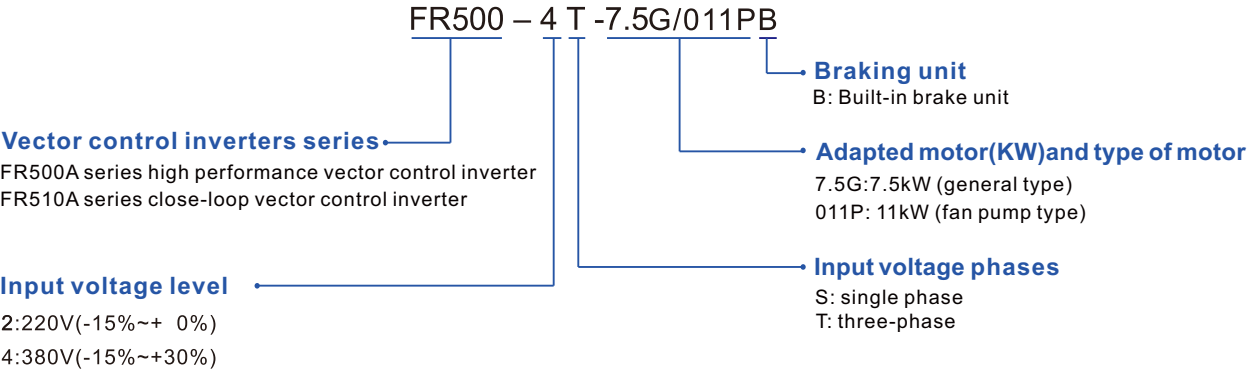 FR500 – 4 T -7.5G/011PB
Braking unit
B: Built-in brake unit
Vector control inverters series
FR500A series high performance vector control inverter
FR510A series close-loop vector control inverter
Adapted motor(KW)and type of motor
7.5G:7.5kW (general type)
011P: 11kW (fan pump type)
Input voltage level
2:220V(-15%~+ 0%)
4:380V(-15%~+30%)
Input voltage phases
S: single phase
T: three-phase